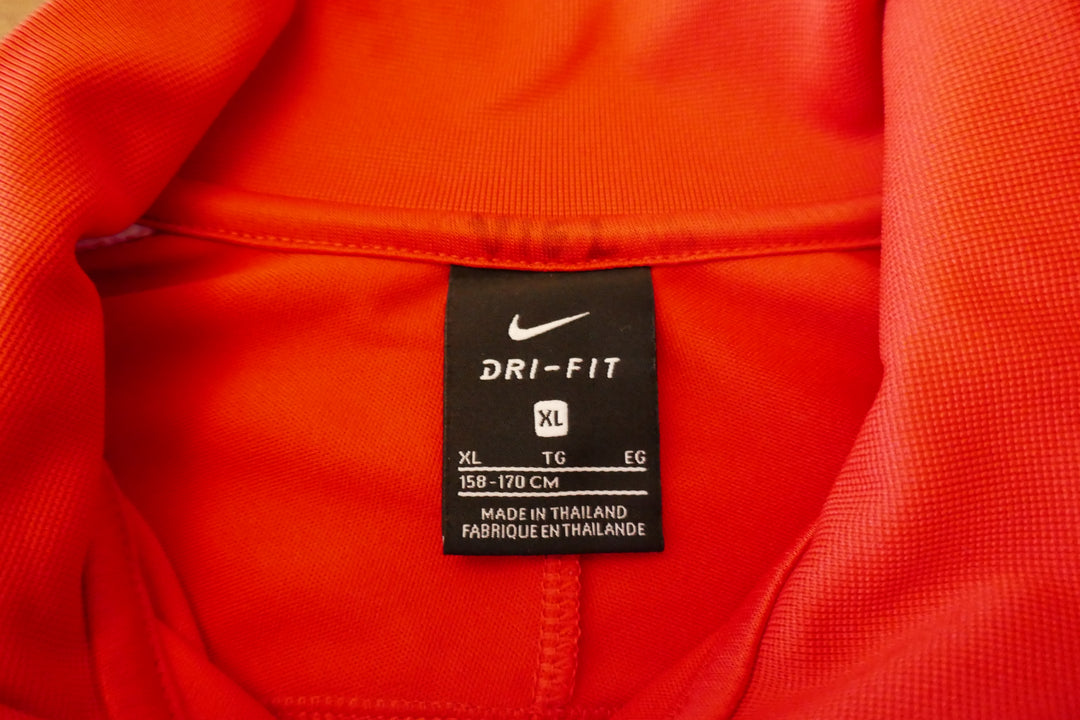 DRI-FIT
XL
XL TG EG
158-170 CM
MADE IN THAILAND
FABRIQUE EN THAILANDE